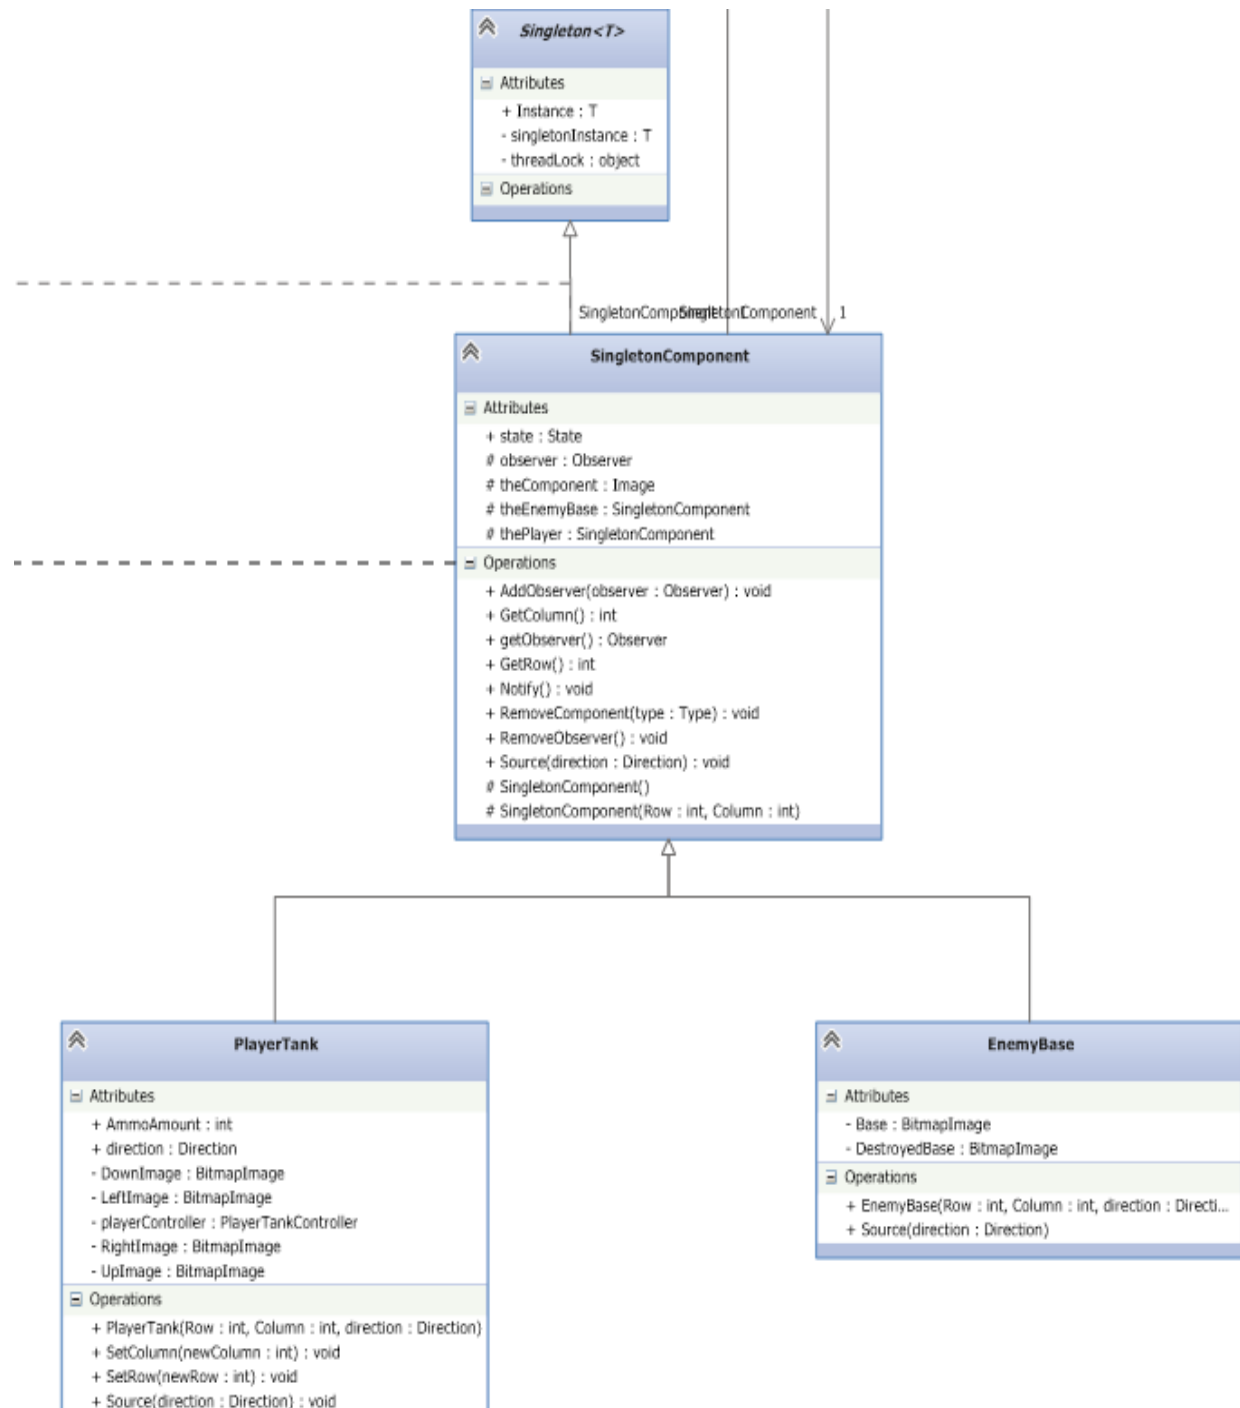 Singleton<T>
Attributes
+ Instance : T
- singletonInstance : T
- threadLock : object
Operations
SingletonComponent
SingletonComponent
1
SingletonComponent
Attributes
+ state : State
# observer : Observer
# theComponent : Image
# theEnemyBase : SingletonComponent
# thePlayer : SingletonComponent
Operations
+ AddObserver(observer : Observer) : void
+ GetColumn() : int
+ getObserver() : Observer
+ GetRow() : int
+ Notify() : void
+ RemoveComponent(type : Type) : void
+ RemoveObserver() : void
+ Source(direction : Direction) : void
# SingletonComponent()
# SingletonComponent(Row : int, Column : int)
PlayerTank
Attributes
+ AmmoAmount : int
+ direction : Direction
- DownImage : BitmapImage
- LeftImage : BitmapImage
- playerController : PlayerTankController
- RightImage : BitmapImage
- UpImage : BitmapImage
Operations
+ PlayerTank(Row : int, Column : int, direction : Direction)
+ SetColumn(newColumn : int) : void
+ SetRow(newRow : int) : void
+ Source(direction : Direction) : void
EnemyBase
Attributes
- Base : BitmapImage
- DestroyedBase : BitmapImage
Operations
+ EnemyBase(Row : int, Column : int, direction : Directi...
+ Source(direction : Direction)